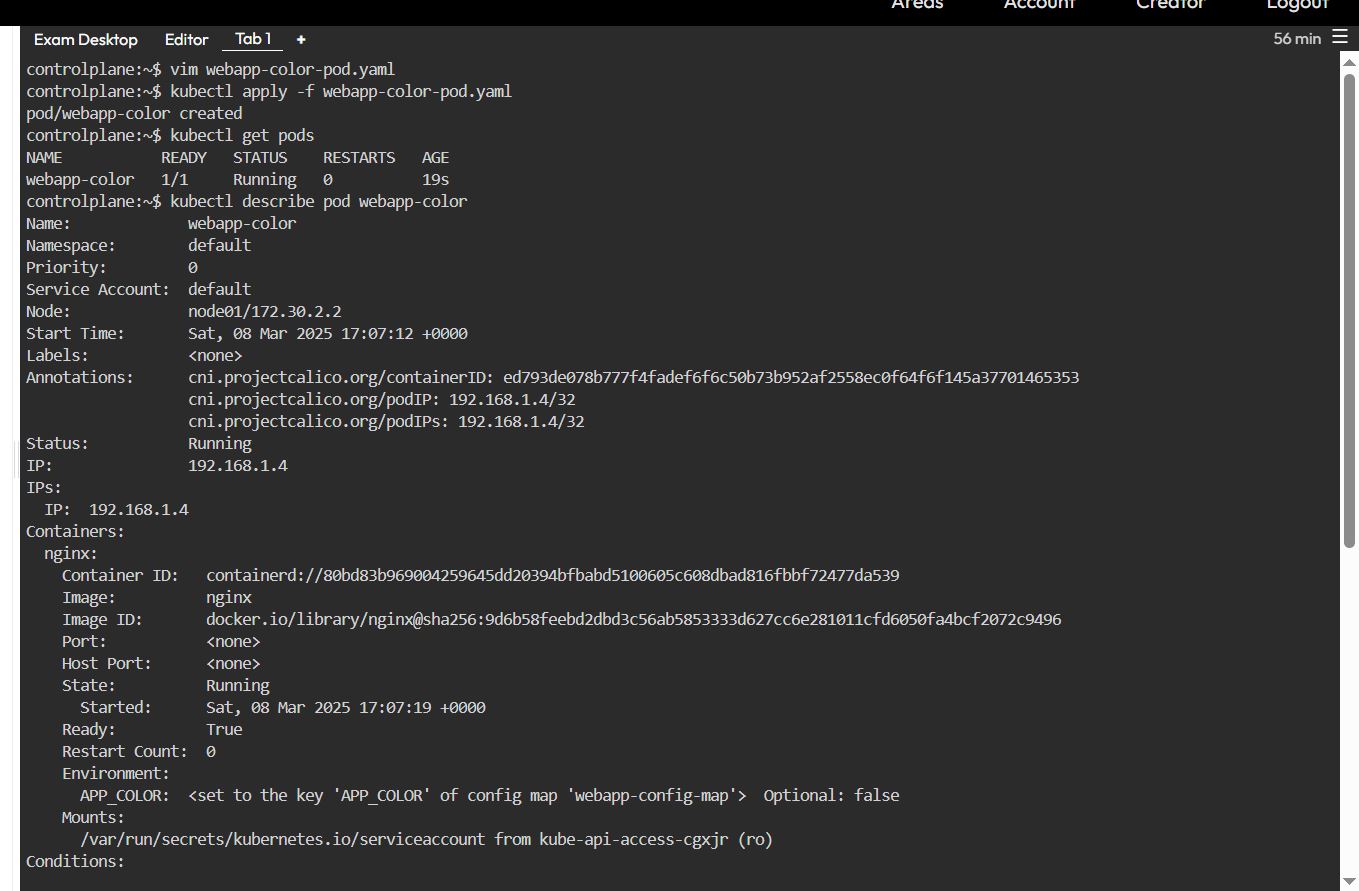 Areas Account Creator Logout
Exam Desktop Editor Tab 1 + 56 min
controlplane:~$ vim webapp-color-pod.yaml
controlplane:~$ kubectl apply -f webapp-color-pod.yaml
pod/webapp-color created
controlplane:~$ kubectl get pods
NAME READY STATUS RESTARTS AGE
webapp-color 1/1 Running 0 19s
controlplane:~$ kubectl describe pod webapp-color
Name: webapp-color
Namespace: default
Priority: 0
Service Account: default
Node: node01/172.30.2.2
Start Time: Sat, 08 Mar 2025 17:07:12 +0000
Labels: <none>
Annotations: cni.projectcalico.org/containerID: ed793de078b777f4fadef6f6c50b73b952af2558ec0f64f6f145a37701465353
cni.projectcalico.org/podIP: 192.168.1.4/32
cni.projectcalico.org/podIPs: 192.168.1.4/32
Status: Running
IP: 192.168.1.4
IPs:
IP: 192.168.1.4
Containers:
nginx:
Container ID: containerd://80bd83b969004259645dd20394bfbabd5100605c608dbad816fbbf72477da539
Image: nginx
Image ID: docker.io/library/nginx@sha256:9d6b58feebd2dbd3c56ab5853333d627cc6e281011cfd6050fa4bcf2072c9496
Port: <none>
Host Port: <none>
State: Running
Started: Sat, 08 Mar 2025 17:07:19 +0000
Ready: True
Restart Count: 0
Environment:
APP_COLOR: <set to the key 'APP_COLOR' of config map 'webapp-config-map'> Optional: false
Mounts:
/var/run/secrets/kubernetes.io/serviceaccount from kube-api-access-cgxjr (ro)
Conditions: